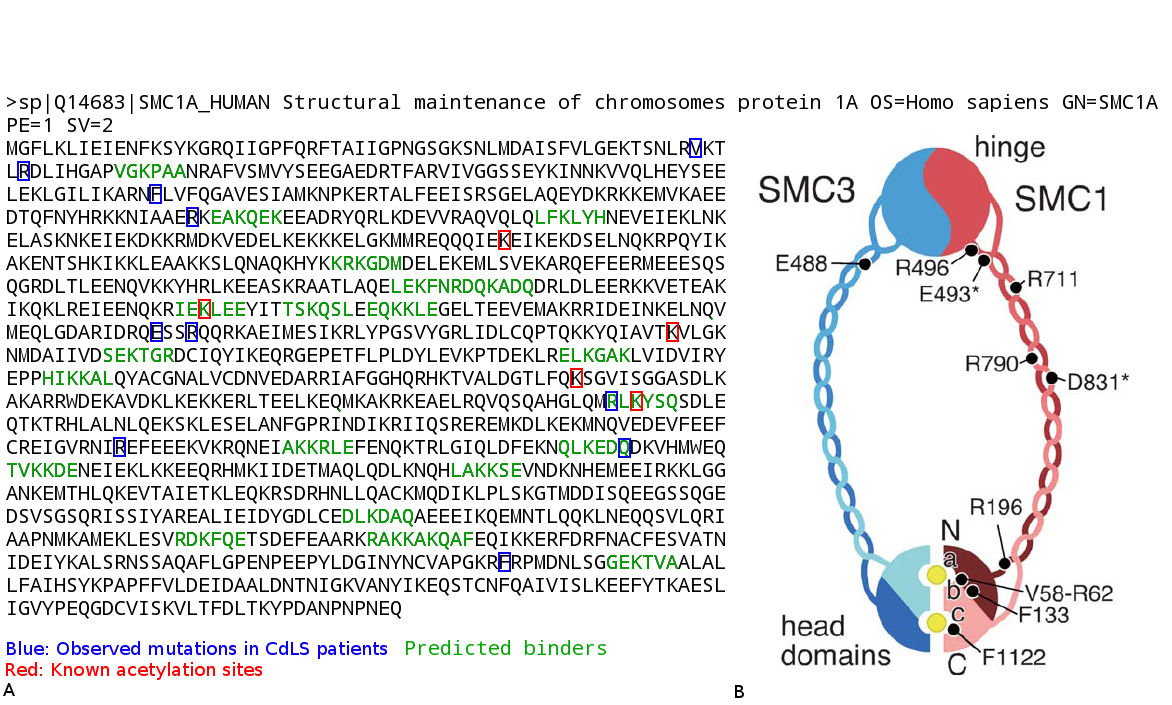 >sp|Q14683|SMC1A_HUMAN Structural maintenance of chromosomes protein 1A OS=Homo sapiens GN=SMC1A
PE=1 SV=2
MGFLKLIEIENFKSYKGRQIIGPFQRFTAIIGPNGSGKSNLMDAISFVLGEKTSNLRVKT
LRDLIHGAPVGKPAANRAFVSMVYSEEGAEDRTFARVIVGGSSEYKINNKVVQLHEYSEE
LEKLGILIKARNFLVFQGAVESIAMKNPKERTALFEEISRSGELAQEYDKRKKEMVKAEE
DTQFNYHRKKNIAAERKEAKQEKEEADRYQRLKDEVVRAQVQLQLFKLYHNEVEIEKLNK
ELASKNKEIEKDKKRMDKVEDELKEKKKELGKMMREQQQIEKEIKEKDSELNQKRPQYIK
AKENTSHKIKKLEAAKKSLQNAQKHYKKRKGDMDELEKEMLSVEKARQEFEERMEEESQS
QGRDLTLEENQVKKYHRLKEEASKRAATLAQELEKFNRDQKADQDRLDLEERKKVETEAK
IKQKLREIEENQKRIEKLEEYITTSKQSLEEQKKLEGELTEEVEMAKRRIDEINKELNQV
MEQLGDARIDRQESSRQQRKAEIMESIKRLYPGSVYGRLIDLCQPTQKKYQIAVTKVLGK
NMDAIIVDSEKTGRDCIQYIKEQRGEPETFLPLDYLEVKPTDEKLRELKGAKLVIDVIRY
EPPHIKKALQYACGNALVCDNVEDARRIAFGGHQRHKTVALDGTLFQKSGVISGGASDLK
AKARRWDEKAVDKLKEKKERLTEELKEQMKAKRKEAELRQVQSQAHGLQMRLKYSQSDLE
QTKTRHLALNLQEKSKLESELANFGPRINDIKRIIQSREREMKDLKEKMNQVEDEVFEEF
CREIGVRNIREFEEEKVKRQNEIAKKRLEFENQKTRLGIQLDFEKNQLKEDQDKVHMWEQ
TVKKDENEIEKLKKEEQRHMKIIDETMAQLQDLKNQHLAKKSEVNDKNHEMEEIRKKLGG
ANKEMTHLQKEVTAIETKLEQKRSDRHNLLQACKMQDIKLPLSKGTMDDISQEEGSSQGE
DSVSGSQRISSIYAREALIEIDYGDLCEDLKDAQAEEEIKQEMNTLQQKLNEQQSVLQRI
AAPNMKAMEKLESVRDKFQETSDEFEAARKRAKKAKQAFEQIKKERFDRFNACFESVATN
IDEIYKALSRNSSAQAFLGPENPEEPYLDGINYNCVAPGKRFRPMDNLSGGEKTVAALAL
LFAIHSYKPAPFFVLDEIDAALDNTNIGKVANYIKEQSTCNFQAIVISLKEEFYTKAESL
IGVYPEQGDCVISKVLTFDLTKYPDANPNPNEQ
Blue: Observed mutations in CdLS patients Predicted binders
Red: Known acetylation sites
A
hinge
SMC3
SMC1
E488
R496
E493*
R711
R790
D831*
R196
N
a
b
c
V58-R62
F133
F1122
head
domains
C
B